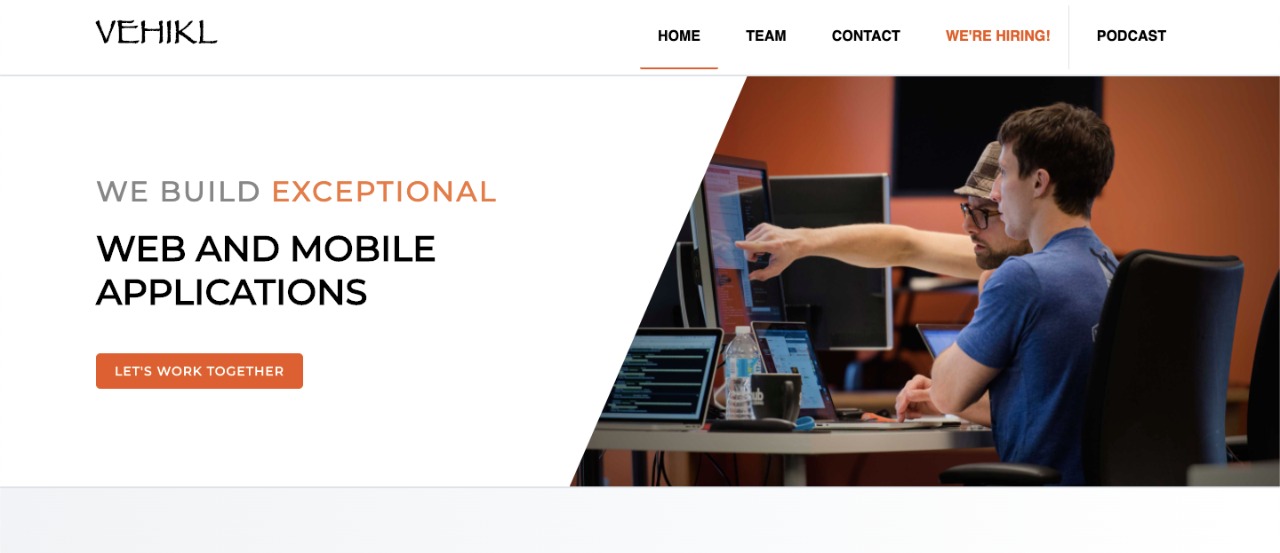 VEHIKL
HOME TEAM CONTACT WE'RE HIRING! PODCAST
WE BUILD EXCEPTIONAL
WEB AND MOBILE
APPLICATIONS
LET'S WORK TOGETHER